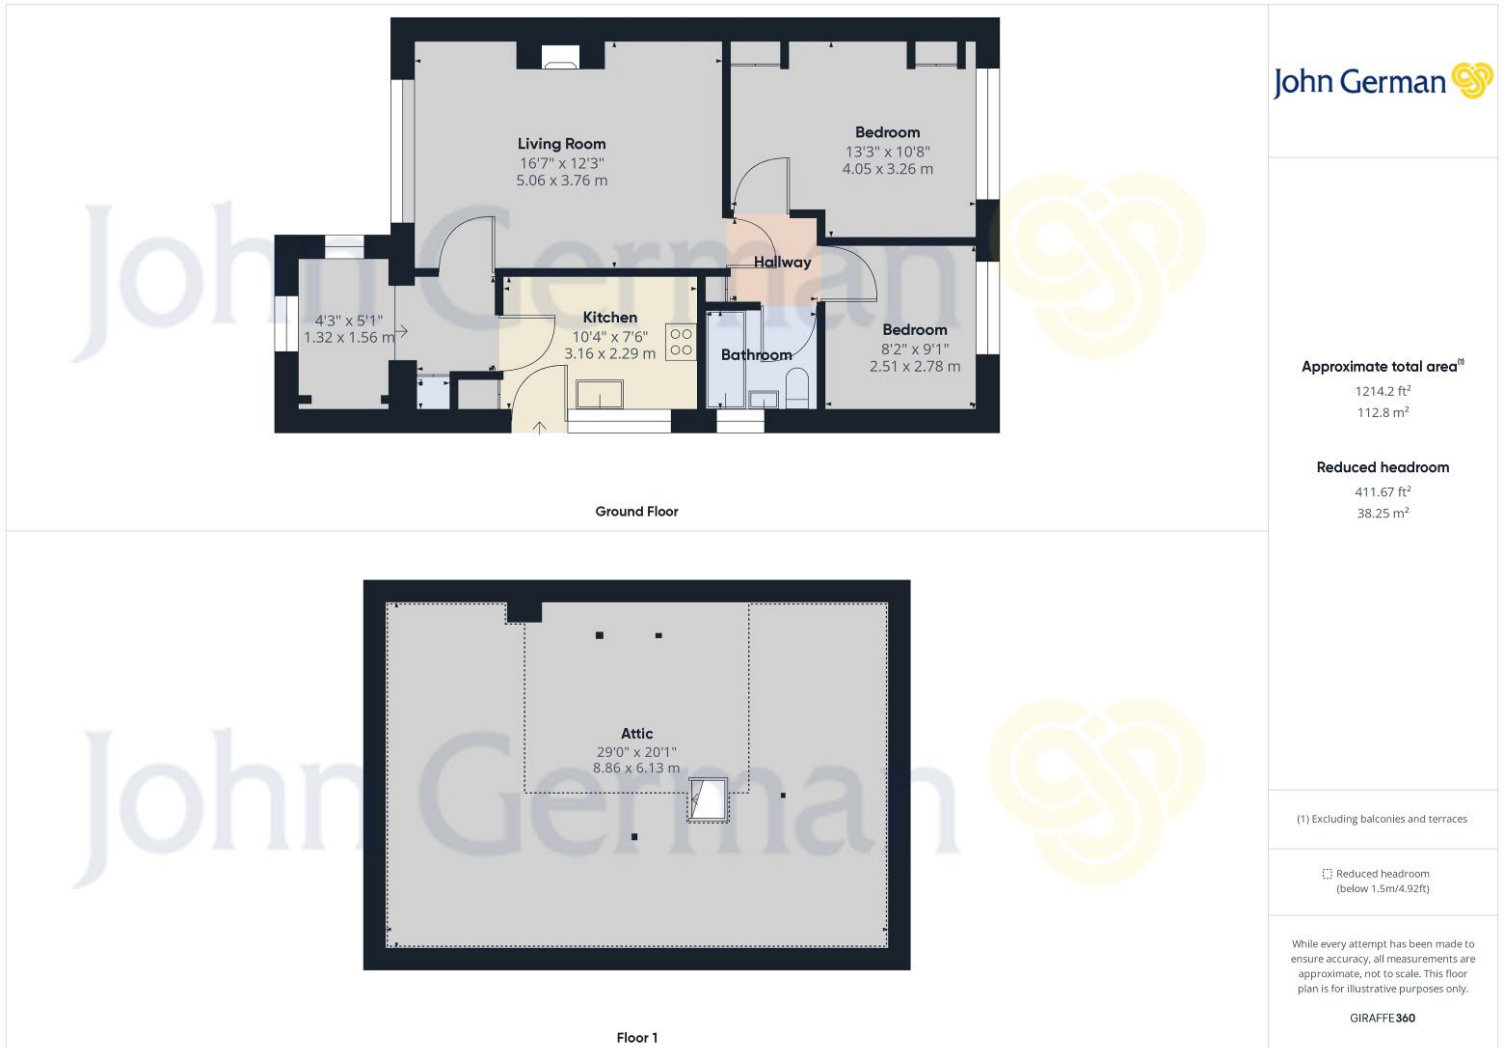 John German
Living Room
16'7" x 12'3"
5.06 x 3.76 m
Bedroom
13'3" x 10'8"
4.05 x 3.26 m
Hallway
4'3" x 5'1"
1.32 x 1.56 m
Kitchen
10'4" x 7'6"
3.16 x 2.29 m
Bathroom
Bedroom
8'2" x 9'1"
2.51 x 2.78 m
John German
Ground Floor
Attic
29'0" x 20'1"
8.86 x 6.13 m
John German
Floor 1
Approximate total area⁽¹⁾
1214.2 ft²
112.8 m²
Reduced headroom
411.67 ft²
38.25 m²
(1) Excluding balconies and terraces
Reduced headroom
(below 1.5m/4.92ft)
While every attempt has been made to
ensure accuracy, all measurements are
approximate, not to scale. This floor
plan is for illustrative purposes only.
GIRAFFE360